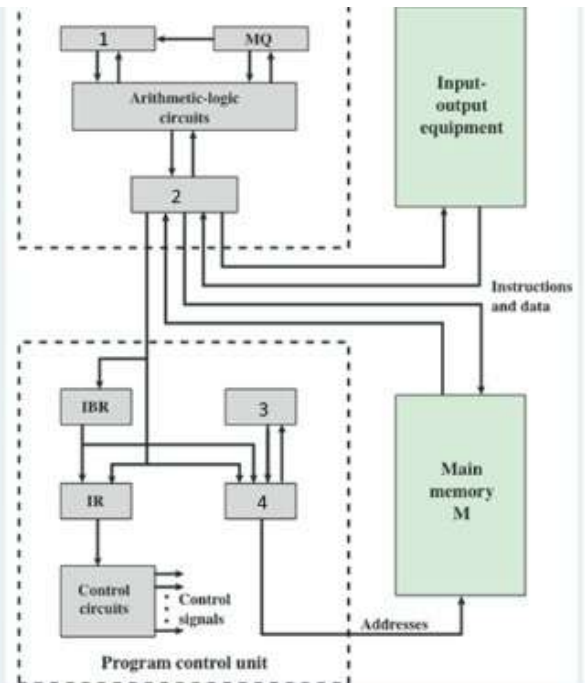 1
MQ
Arithmetic-logic
circuits
2
Input-
output
equipment
Instructions
and data
IBR
3
IR
4
Main
memory
M
Control
circuits
Control
signals
Addresses
Program control unit